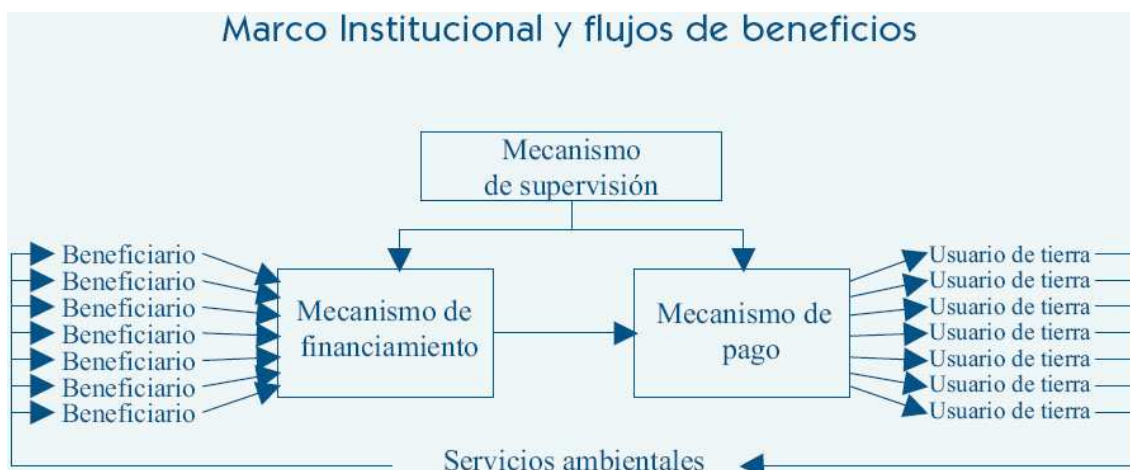 Marco Institucional y flujos de beneficios
Mecanismo
de supervisión
Beneficiario
Beneficiario
Beneficiario
Beneficiario
Beneficiario
Beneficiario
Beneficiario
Mecanismo de
financiamiento
Mecanismo de
pago
Usuario de tierra
Usuario de tierra
Usuario de tierra
Usuario de tierra
Usuario de tierra
Usuario de tierra
Usuario de tierra
Servicios ambientales